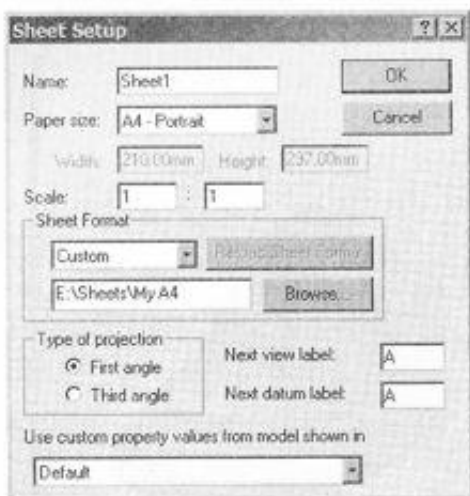 Sheet Setup
Name: Sheet1 OK
Paper size: A4 - Portrait Cancel
Width: 210.00mm Height: 297.00mm
Scale: 1 : 1
Sheet Format
Custom Reload Sheet Format
E:\Sheets\My A4 Browse...
Type of projection
First angle Next view label: A
Third angle Next datum label: A
Use custom property values from model shown in
Default